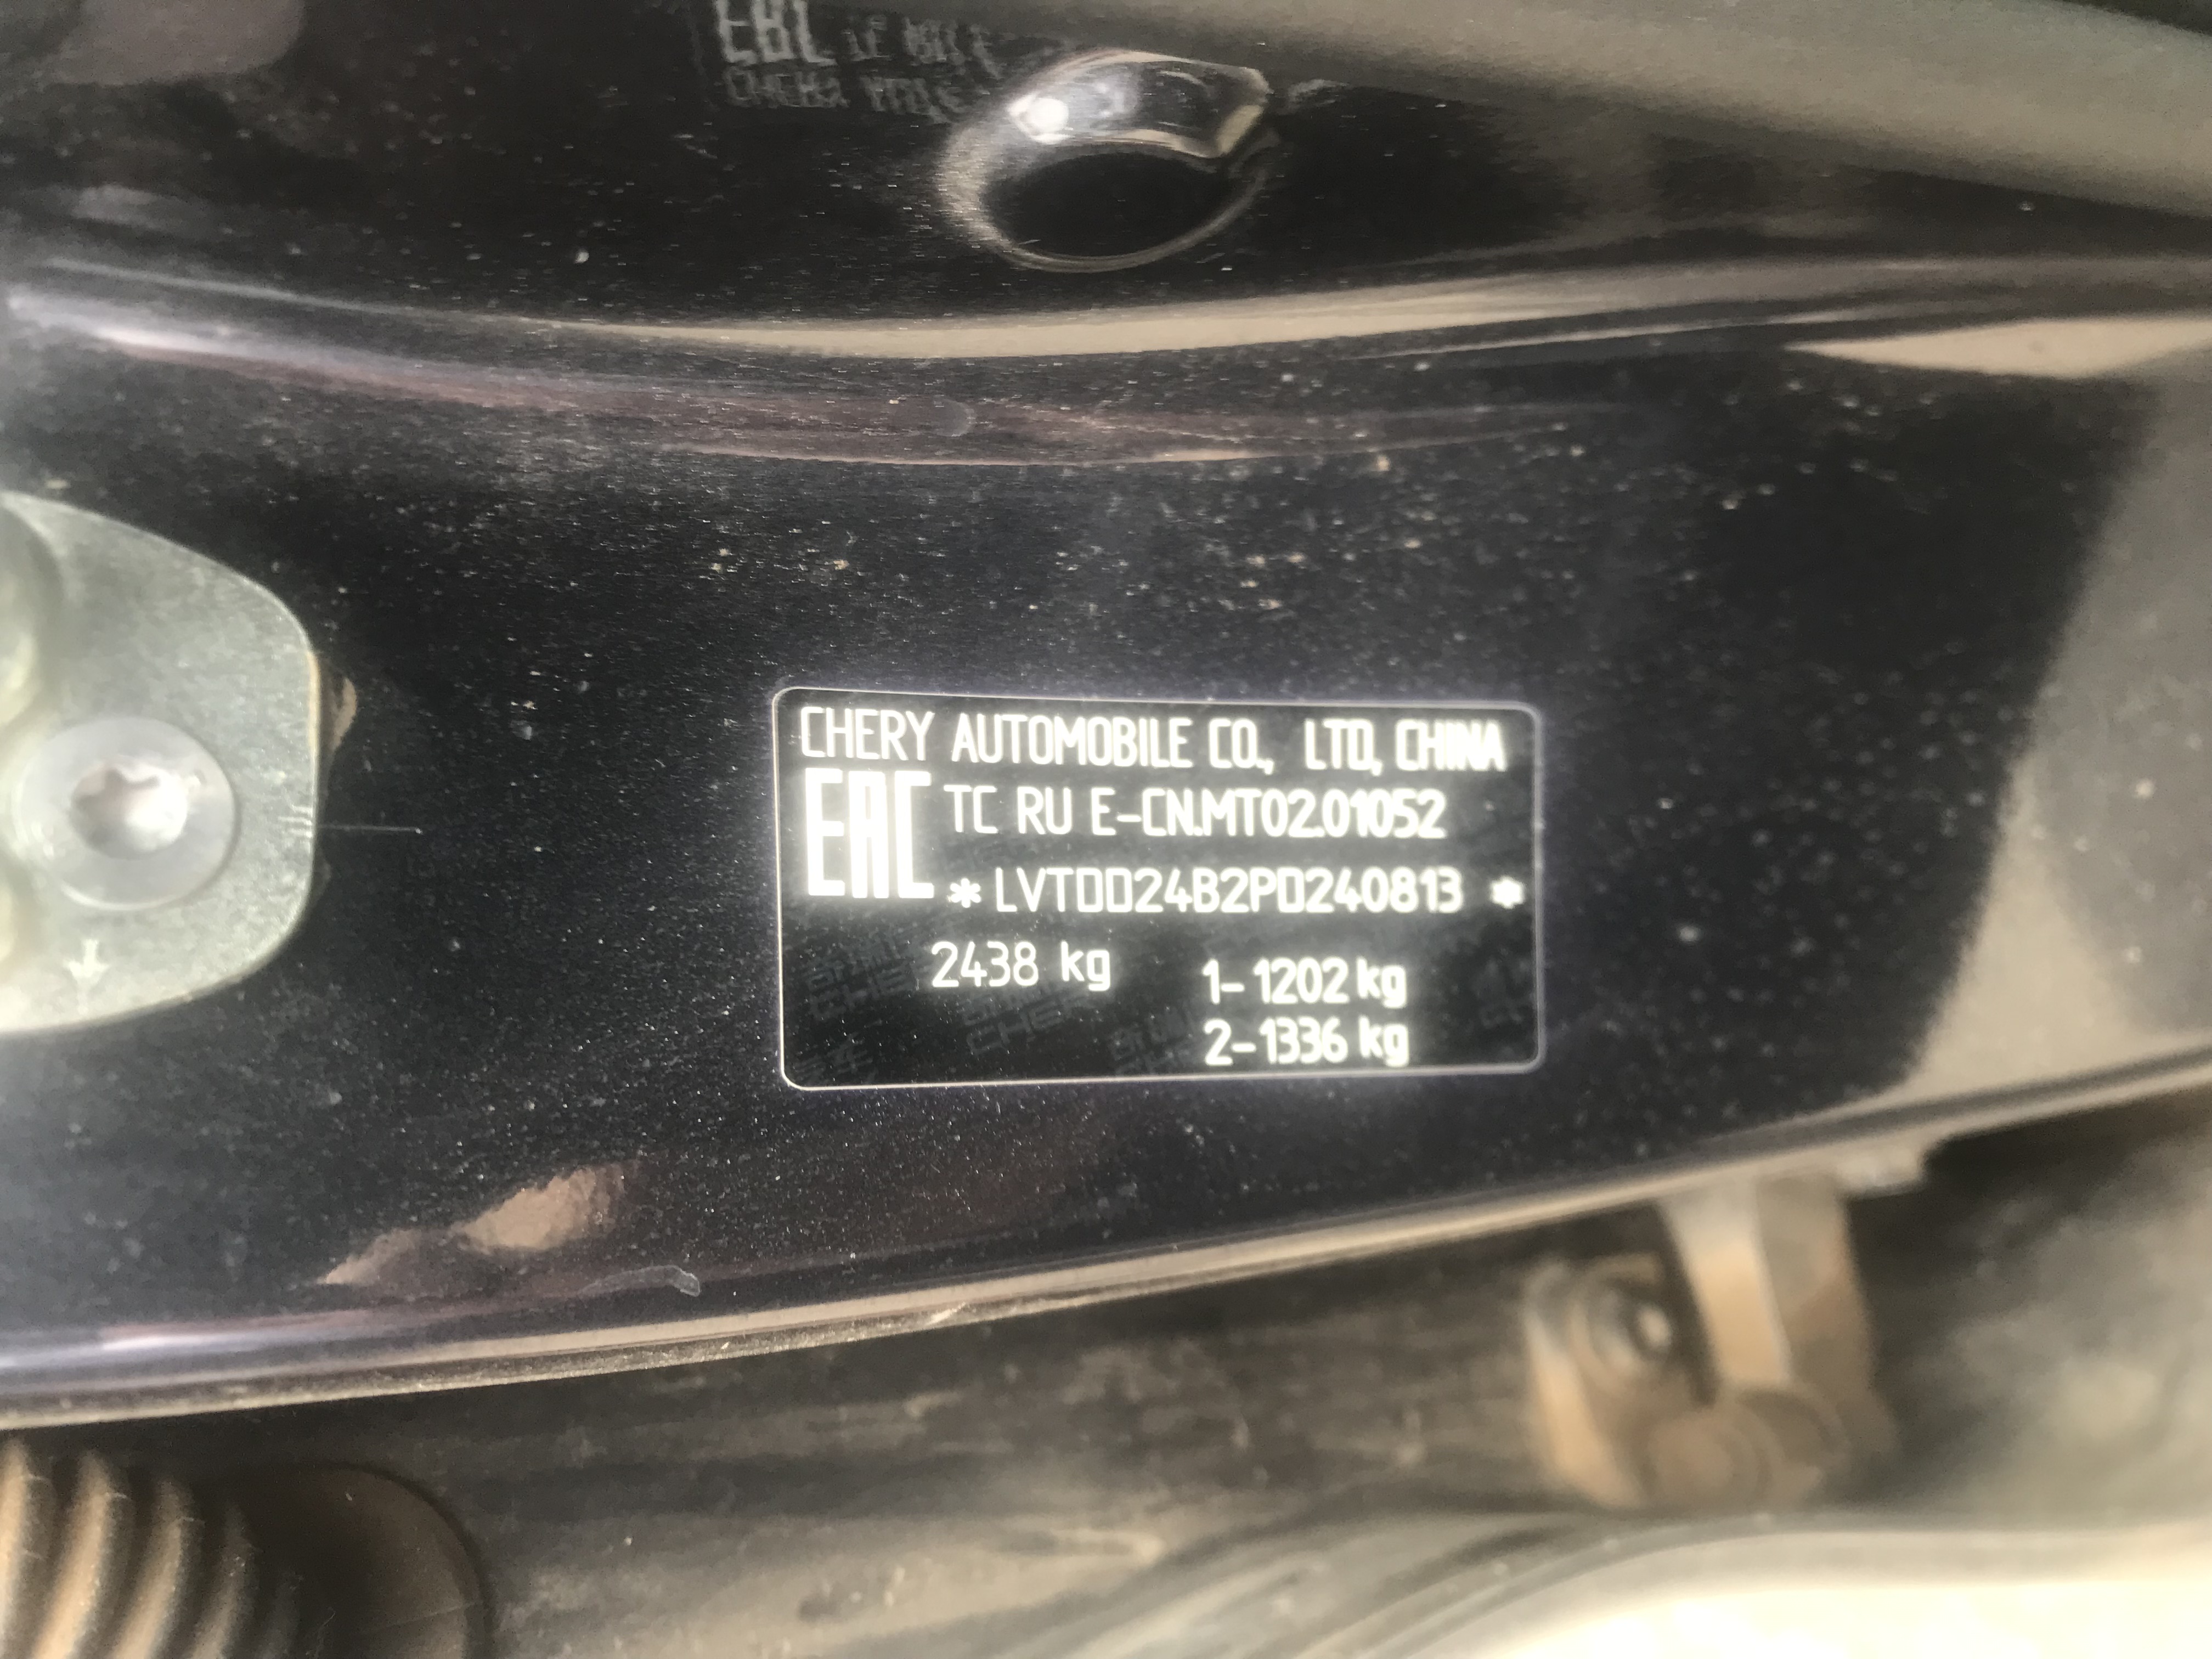 CHERY AUTOMOBILE CO., LTD, CHINA
EAC TC RU E-CN.MT02.01052
* LVTDD24B2PD240813 *
2438 kg
1-1202 kg
2-1336 kg